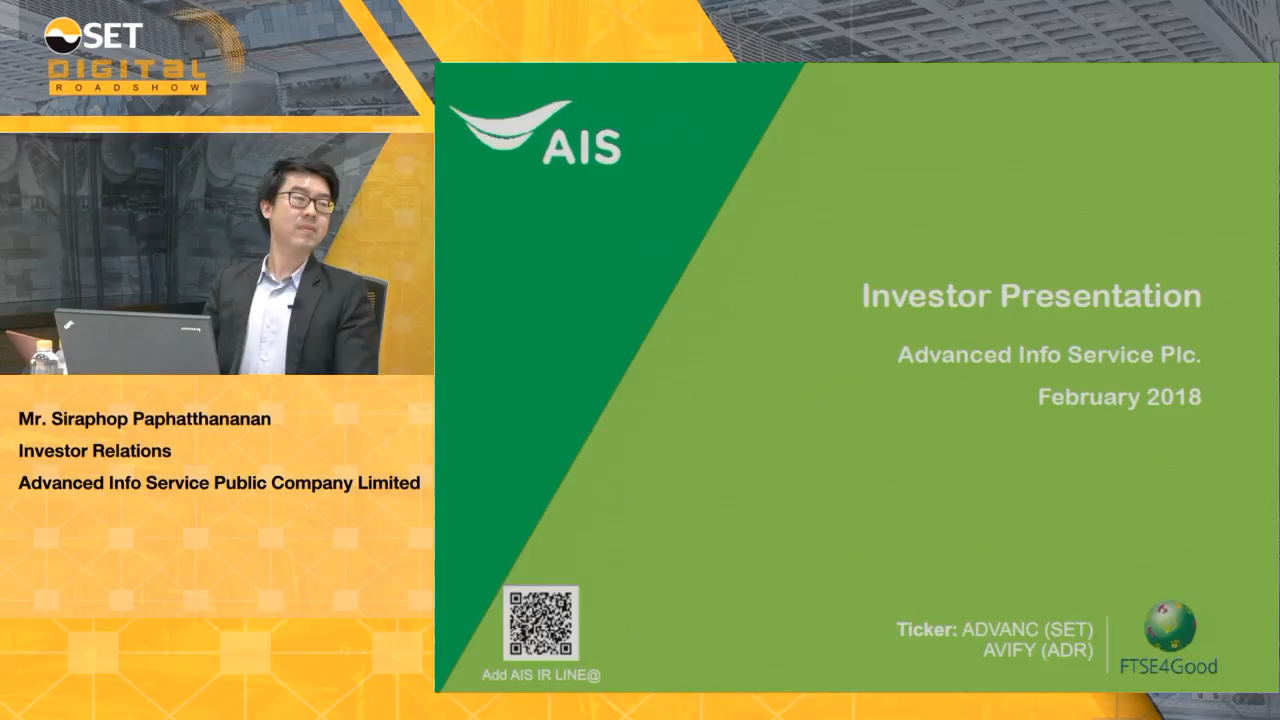 SET
DIGITAL
ROADSHOW
AIS
Investor Presentation
Advanced Info Service Plc.
February 2018
Mr. Siraphop Paphatthananan
Investor Relations
Advanced Info Service Public Company Limited
Ticker: ADVANC (SET)
AVIFY (ADR)
FTSE4Good
Add AIS IR LINE@